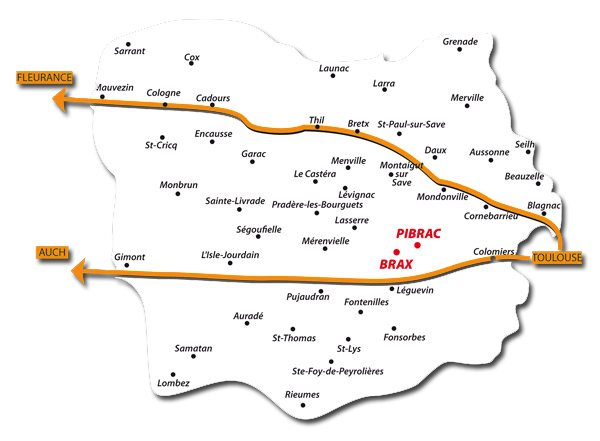 Grenade
Sarrant
Cox
Launac
FLEURANCE
Larra
Mauvezin
Cologne
Cadours
Merville
Thil
Bretx
St-Paul-sur-Save
Encausse
St-Cricq
Seilh
Daux
Aussonne
Garac
Menville
Montaigut
sur
Save
Le Castéra
Beauzelle
Monbrun
Lévignac
Mondonville
Sainte-Livrade
Pradère-les-Bourguets
Blagnac
Cornebarrieu
Lasserre
Ségoufielle
PIBRAC
Mérenvielle
AUCH
Gimont
L'Isle-Jourdain
Colomiers
TOULOUSE
BRAX
Léguevin
Pujaudran
Fontenilles
Auradé
St-Thomas
Fonsorbes
St-Lys
Samatan
Ste-Foy-de-Peyrolières
Lombez
Rieumes